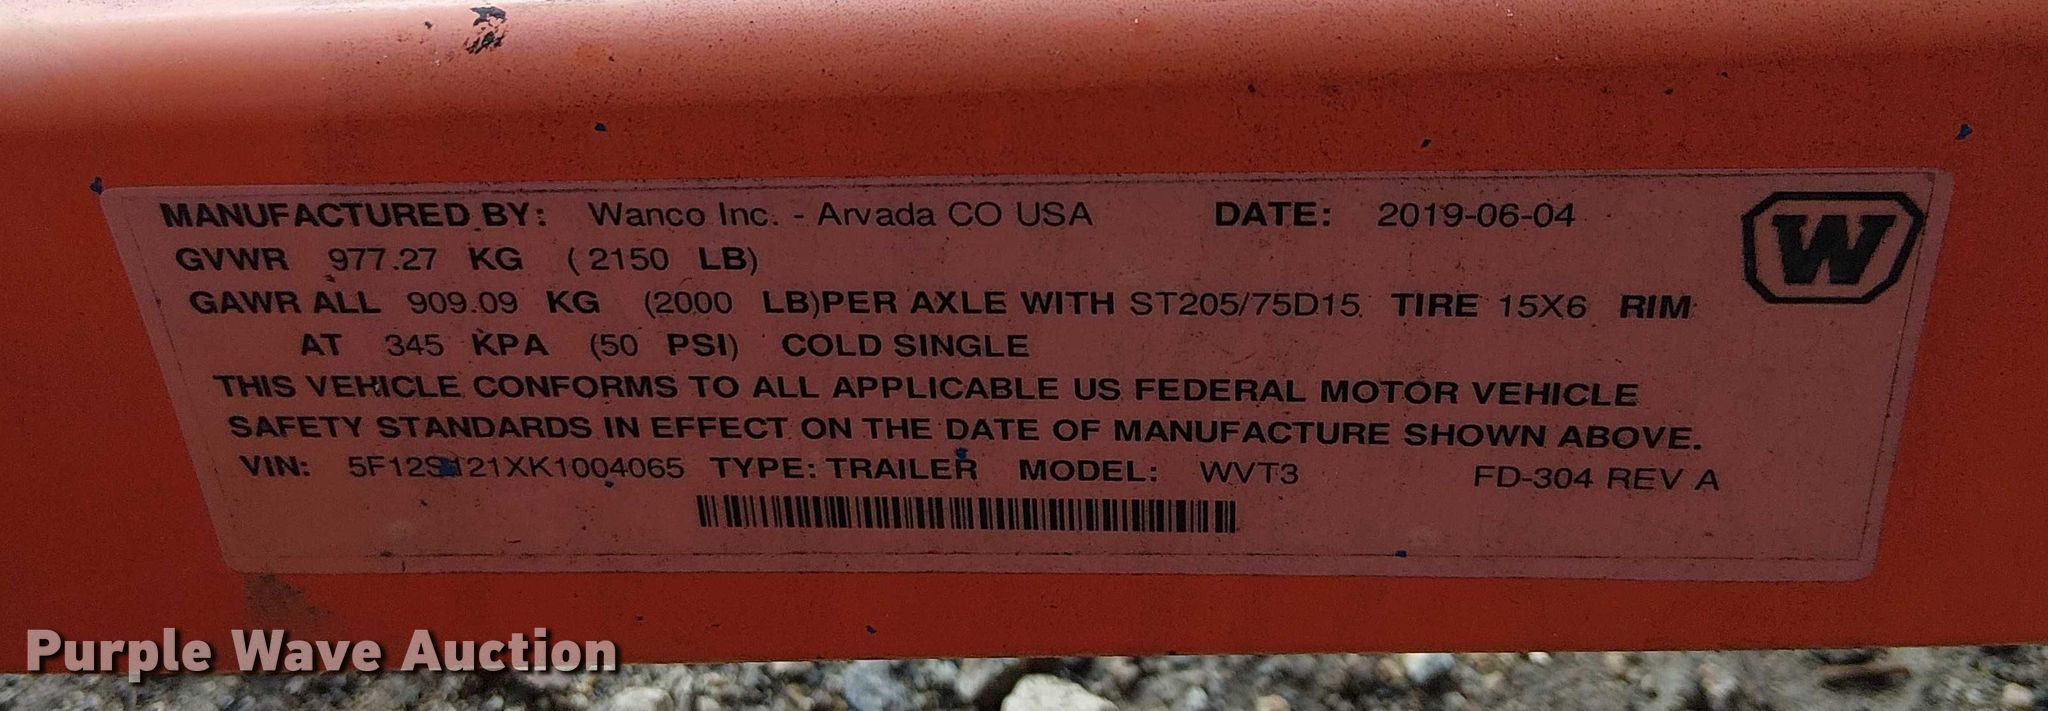 MANUFACTURED BY: Wanco Inc. - Arvada CO USA DATE: 2019-06-04
W
GVWR 977.27 KG (2150 LB)
GAWR ALL 909.09 KG (2000 LB)PER AXLE WITH ST205/75D15 TIRE 15X6 RIM
AT 345 KPA (50 PSI) COLD SINGLE
THIS VEHICLE CONFORMS TO ALL APPLICABLE US FEDERAL MOTOR VEHICLE
SAFETY STANDARDS IN EFFECT ON THE DATE OF MANUFACTURE SHOWN ABOVE.
VIN: TYPE: TRAILER MODEL: WVT3 FD-304 REV A
Purple Wave Auction